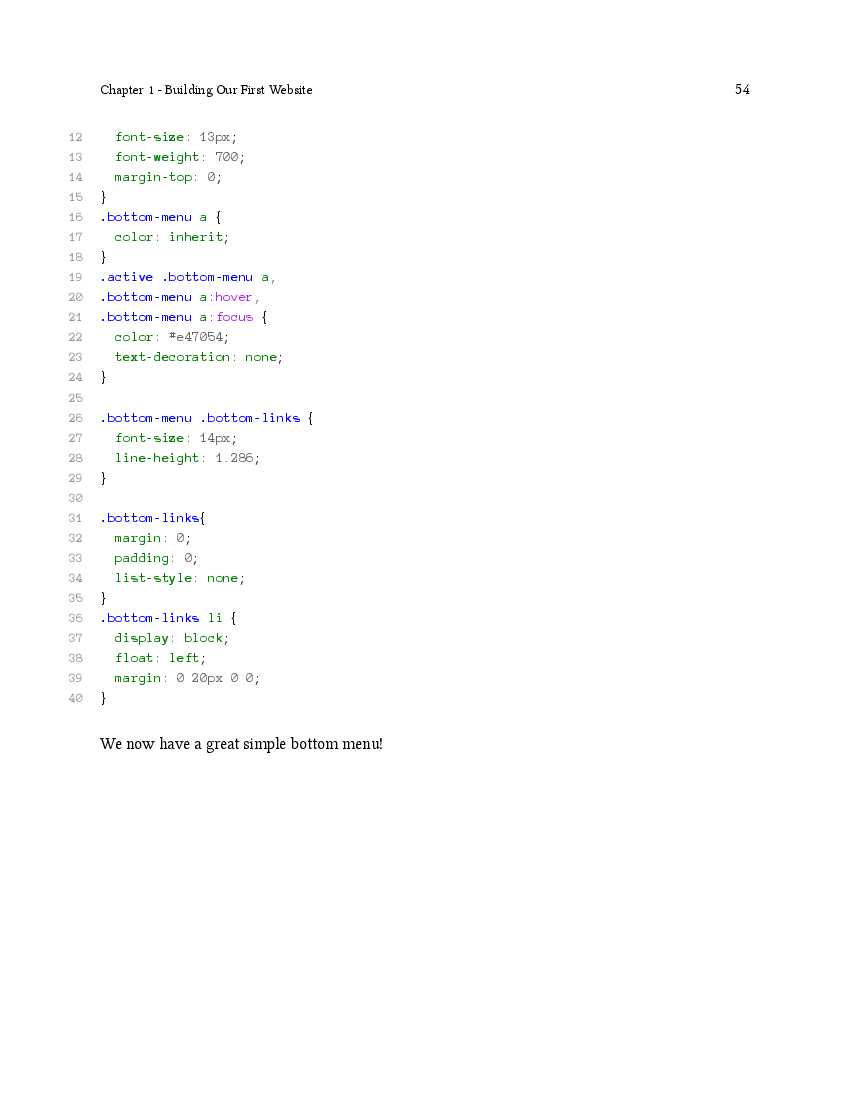 Chapter 1 - Building Our First Website 54
12 font-size: 13px;
13 font-weight: 700;
14 margin-top: 0;
15 }
16 .bottom-menu a {
17 color: inherit;
18 }
19 .active .bottom-menu a,
20 .bottom-menu a:hover,
21 .bottom-menu a:focus {
22 color: #e47054;
23 text-decoration: none;
24 }
25
26 .bottom-menu .bottom-links {
27 font-size: 14px;
28 line-height: 1.286;
29 }
30
31 .bottom-links{
32 margin: 0;
33 padding: 0;
34 list-style: none;
35 }
36 .bottom-links li {
37 display: block;
38 float: left;
39 margin: 0 20px 0 0;
40 }
We now have a great simple bottom menu!